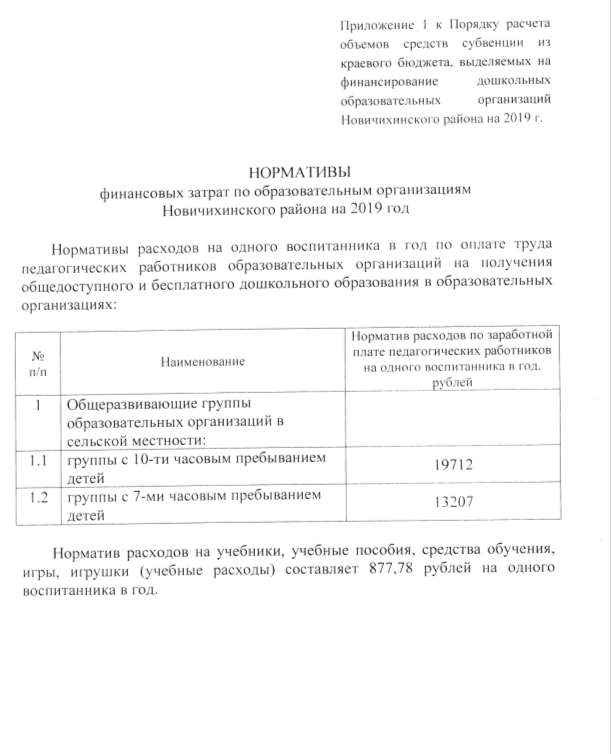 Приложение 1 к Порядку расчета
объемов средств субвенции из
краевого бюджета, выделяемых на
финансирование дошкольных
образовательных организаций
Новичихинского района на 2019 г.
НОРМАТИВЫ
финансовых затрат по образовательным организациям
Новичихинского района на 2019 год
Нормативы расходов на одного воспитанника в год по оплате труда
педагогических работников образовательных организаций на получения
общедоступного и бесплатного дошкольного образования в образовательных
организациях:
№
п/п
Наименование
Норматив расходов по заработной
плате педагогических работников
на одного воспитанника в год.
рублей
1
Общеразвивающие группы
образовательных организаций в
сельской местности:
1.1
группы с 10-ти часовым пребыванием
детей
19712
1.2
группы с 7-ми часовым пребыванием
детей
13207
Норматив расходов на учебники, учебные пособия, средства обучения,
игры, игрушки (учебные расходы) составляет 877,78 рублей на одного
воспитанника в год.